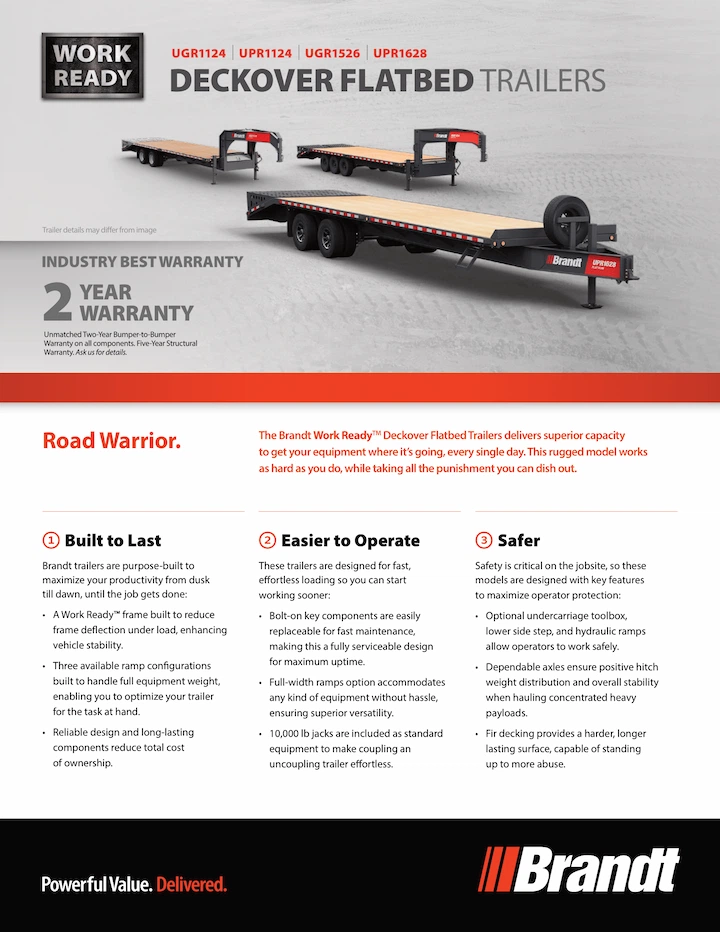 WORK
READY
UGR1124 | UPR1124 | UGR1526 | UPR1628
DECKOVER FLATBED TRAILERS
Brandt
Brandt
Trailer details may differ from image
Brandt
UPR1628
INDUSTRY BEST WARRANTY
2 YEAR
WARRANTY
Unmatched Two-Year Bumper-to-Bumper
Warranty on all components. Five-Year Structural
Warranty. Ask us for details.
Road Warrior.
The Brandt Work Ready™ Deckover Flatbed Trailers delivers superior capacity
to get your equipment where it's going, every single day. This rugged model works
as hard as you do, while taking all the punishment you can dish out.
1 Built to Last
Brandt trailers are purpose-built to
maximize your productivity from dusk
till dawn, until the job gets done:
• A Work Ready™ frame built to reduce
frame deflection under load, enhancing
vehicle stability.
• Three available ramp configurations
built to handle full equipment weight,
enabling you to optimize your trailer
for the task at hand.
• Reliable design and long-lasting
components reduce total cost
of ownership.
2 Easier to Operate
These trailers are designed for fast,
effortless loading so you can start
working sooner:
• Bolt-on key components are easily
replaceable for fast maintenance,
making this a fully serviceable design
for maximum uptime.
• Full-width ramps option accommodates
any kind of equipment without hassle,
ensuring superior versatility.
• 10,000 lb jacks are included as standard
equipment to make coupling an
uncoupling trailer effortless.
3 Safer
Safety is critical on the jobsite, so these
models are designed with key features
to maximize operator protection:
• Optional undercarriage toolbox,
lower side step, and hydraulic ramps
allow operators to work safely.
• Dependable axles ensure positive hitch
weight distribution and overall stability
when hauling concentrated heavy
payloads.
• Fir decking provides a harder, longer
lasting surface, capable of standing
up to more abuse.
Powerful Value. Delivered.
Brandt